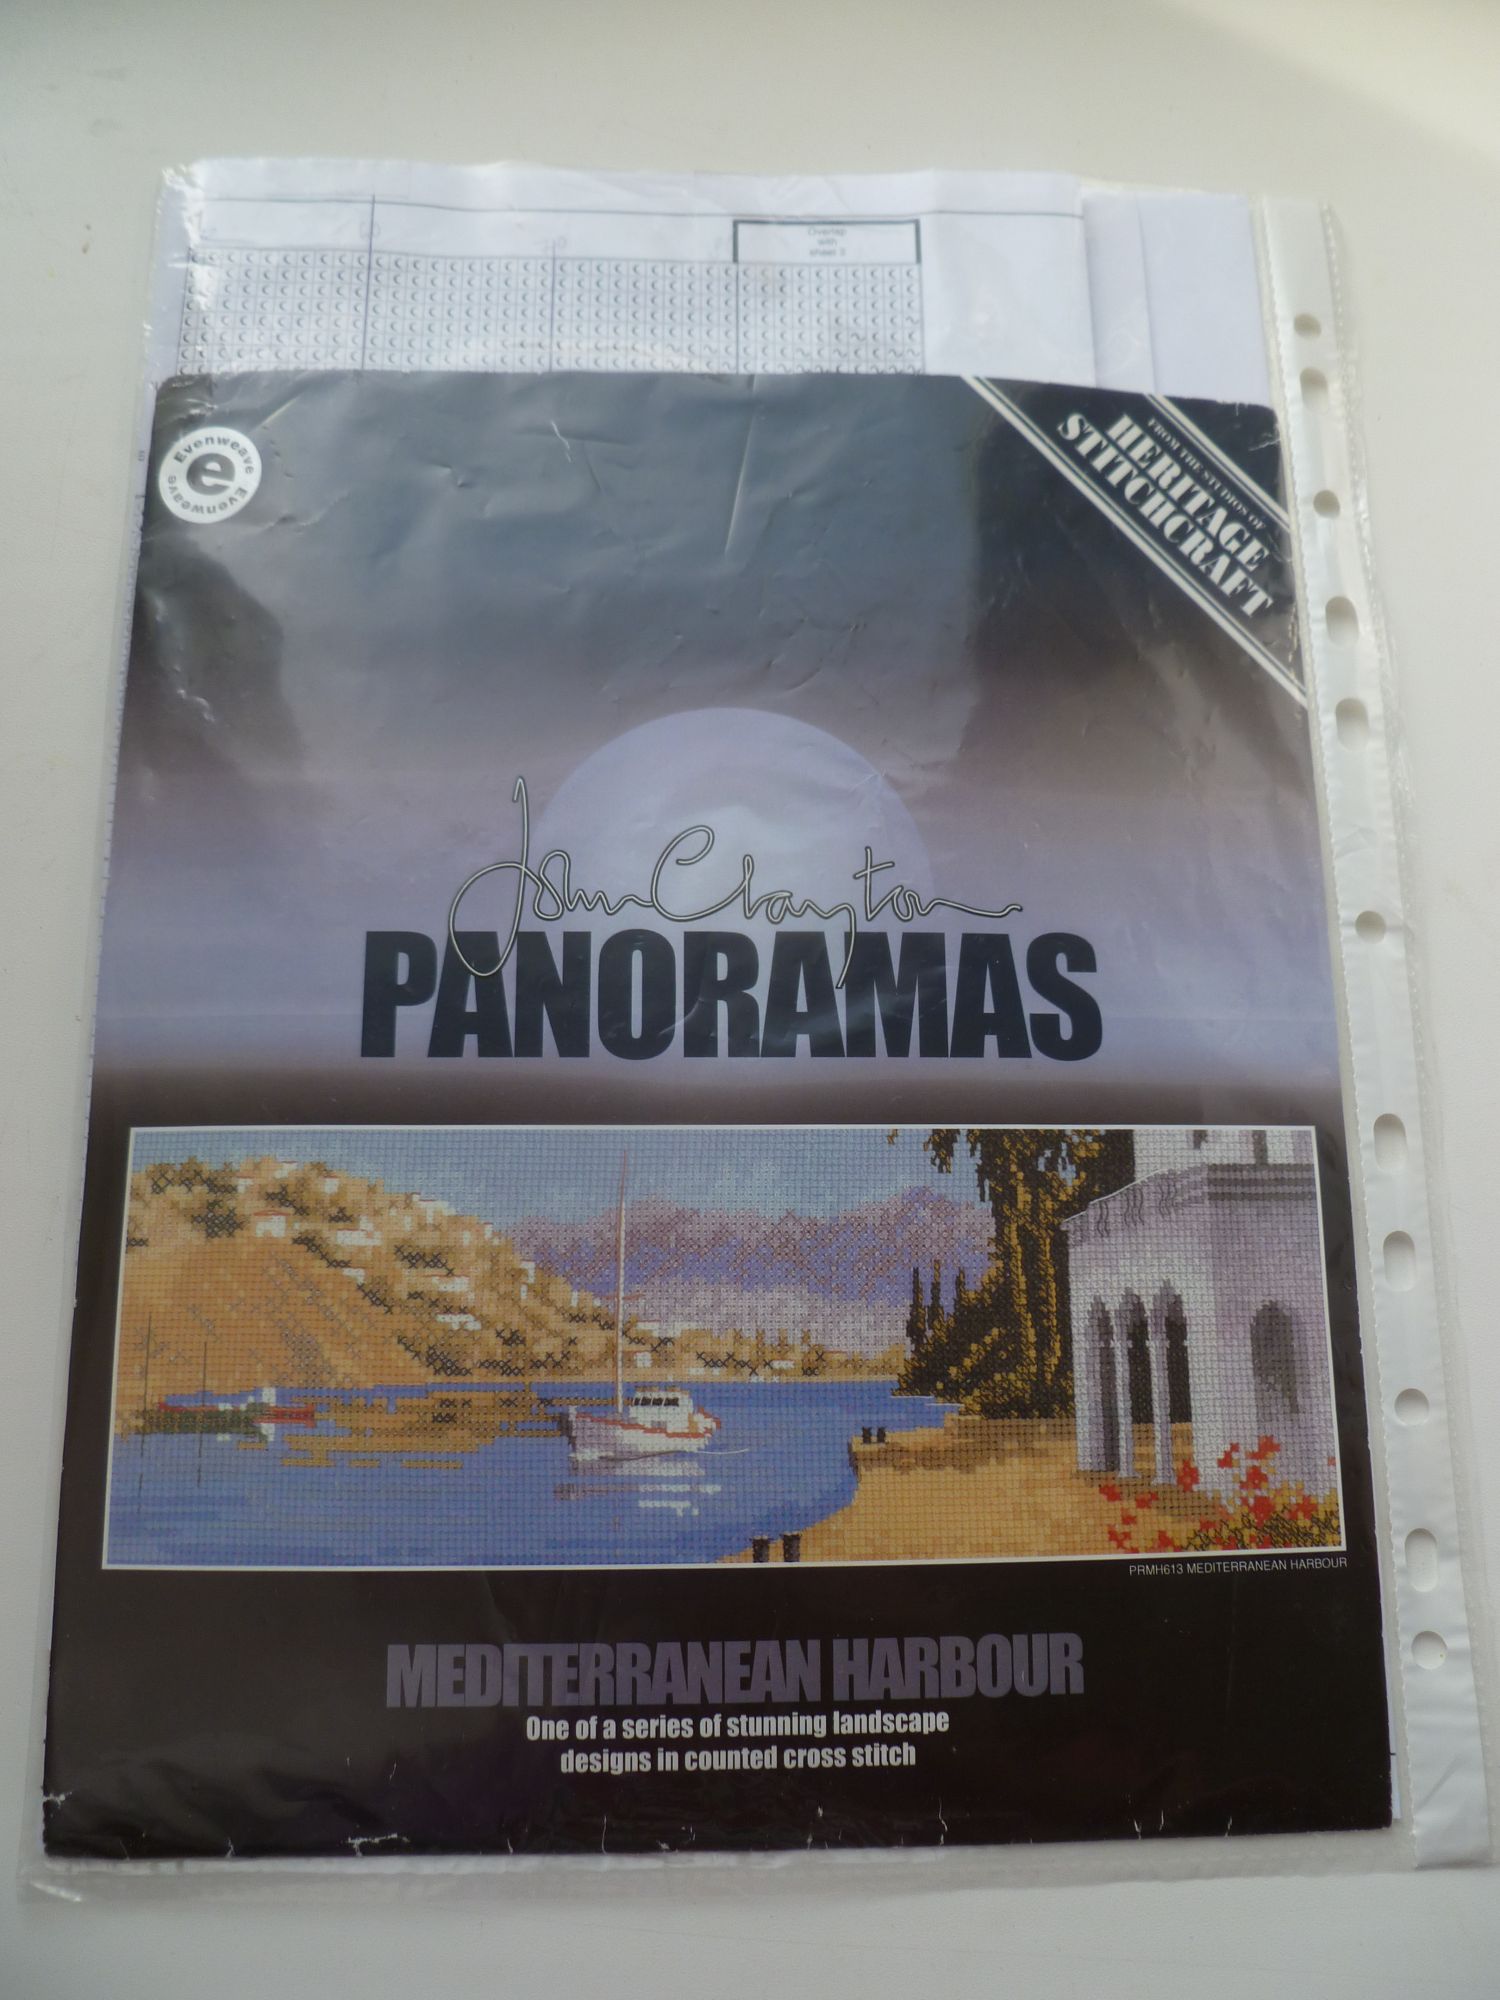 Overlap
with
sheet 3
Evenweave
e
Evenweave
FROM THE STUDIOS OF
HERITAGE
STITCHCRAFT
John Clayton
PANORAMAS
PRMH613 MEDITERRANEAN HARBOUR
MEDITERRANEAN HARBOUR
One of a series of stunning landscape
designs in counted cross stitch